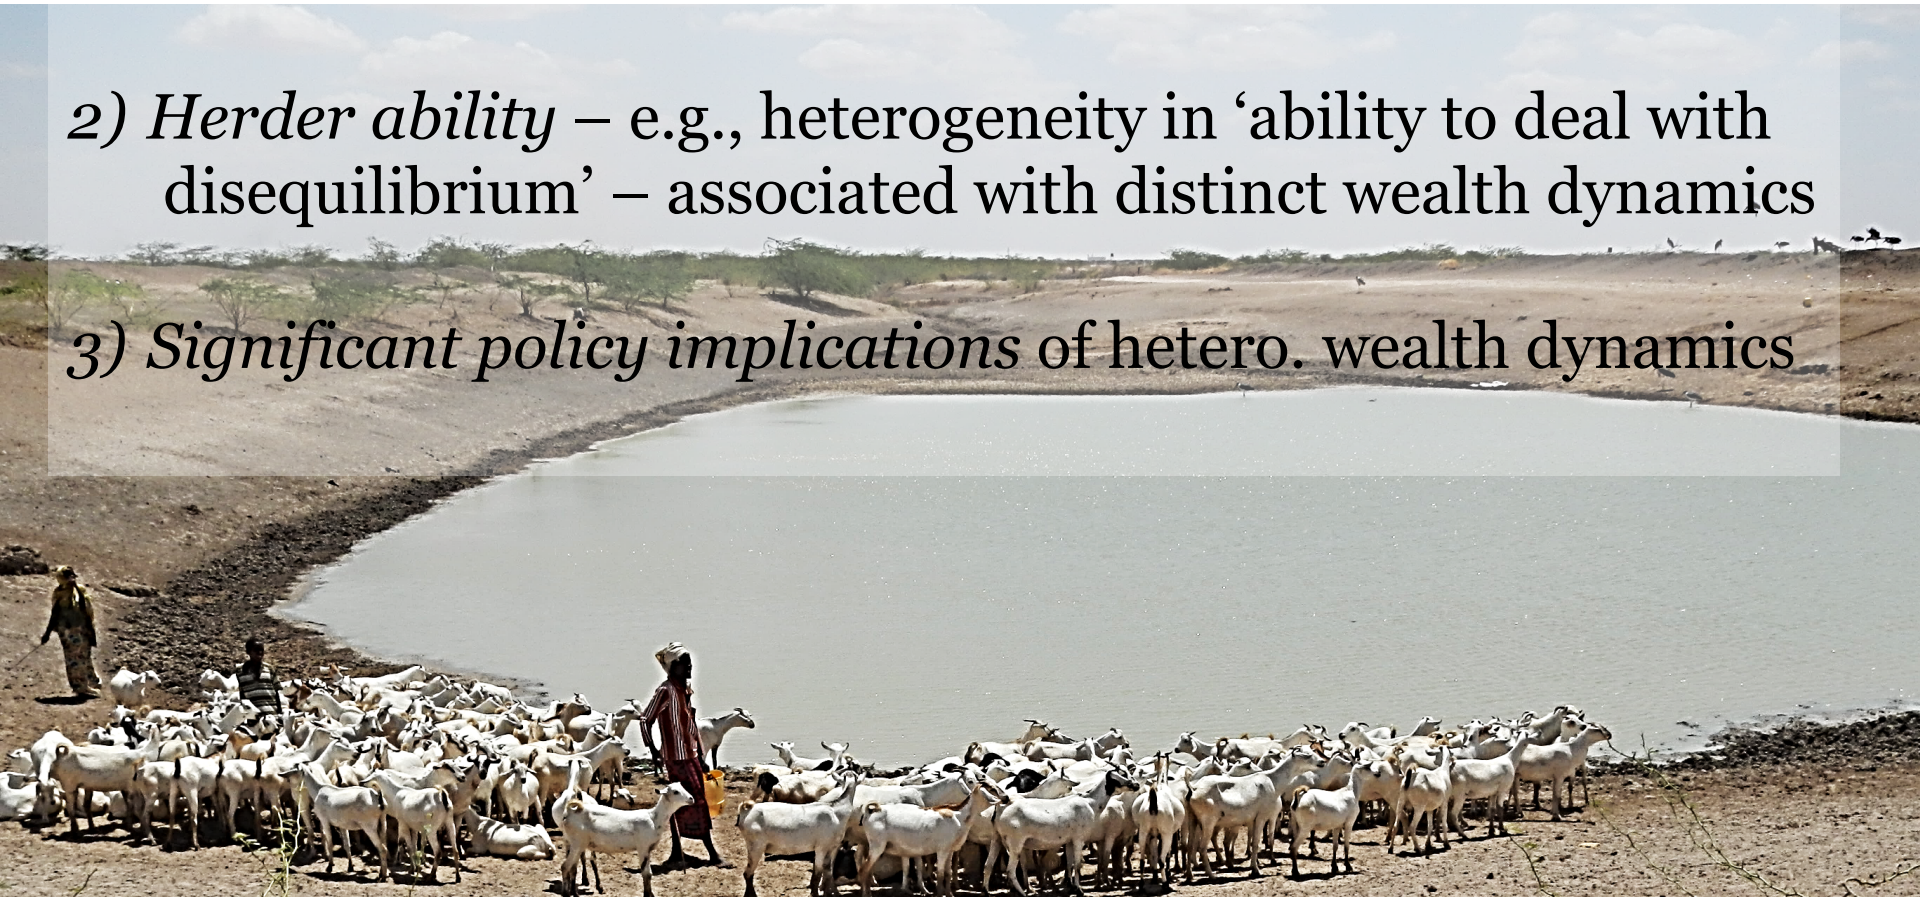 2) Herder ability – e.g., heterogeneity in ‘ability to deal with
disequilibrium’ – associated with distinct wealth dynamics
3) Significant policy implications of hetero. wealth dynamics